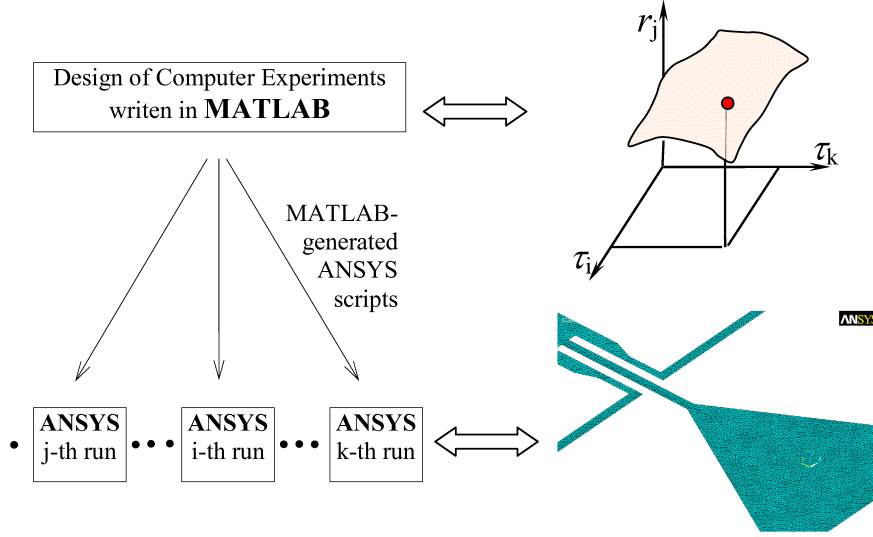 Design of Computer Experiments
writen in MATLAB
r_j
τ_k
τ_i
MATLAB-
generated
ANSYS
scripts
ANSYS
ANSYS
j-th run
ANSYS
i-th run
ANSYS
k-th run